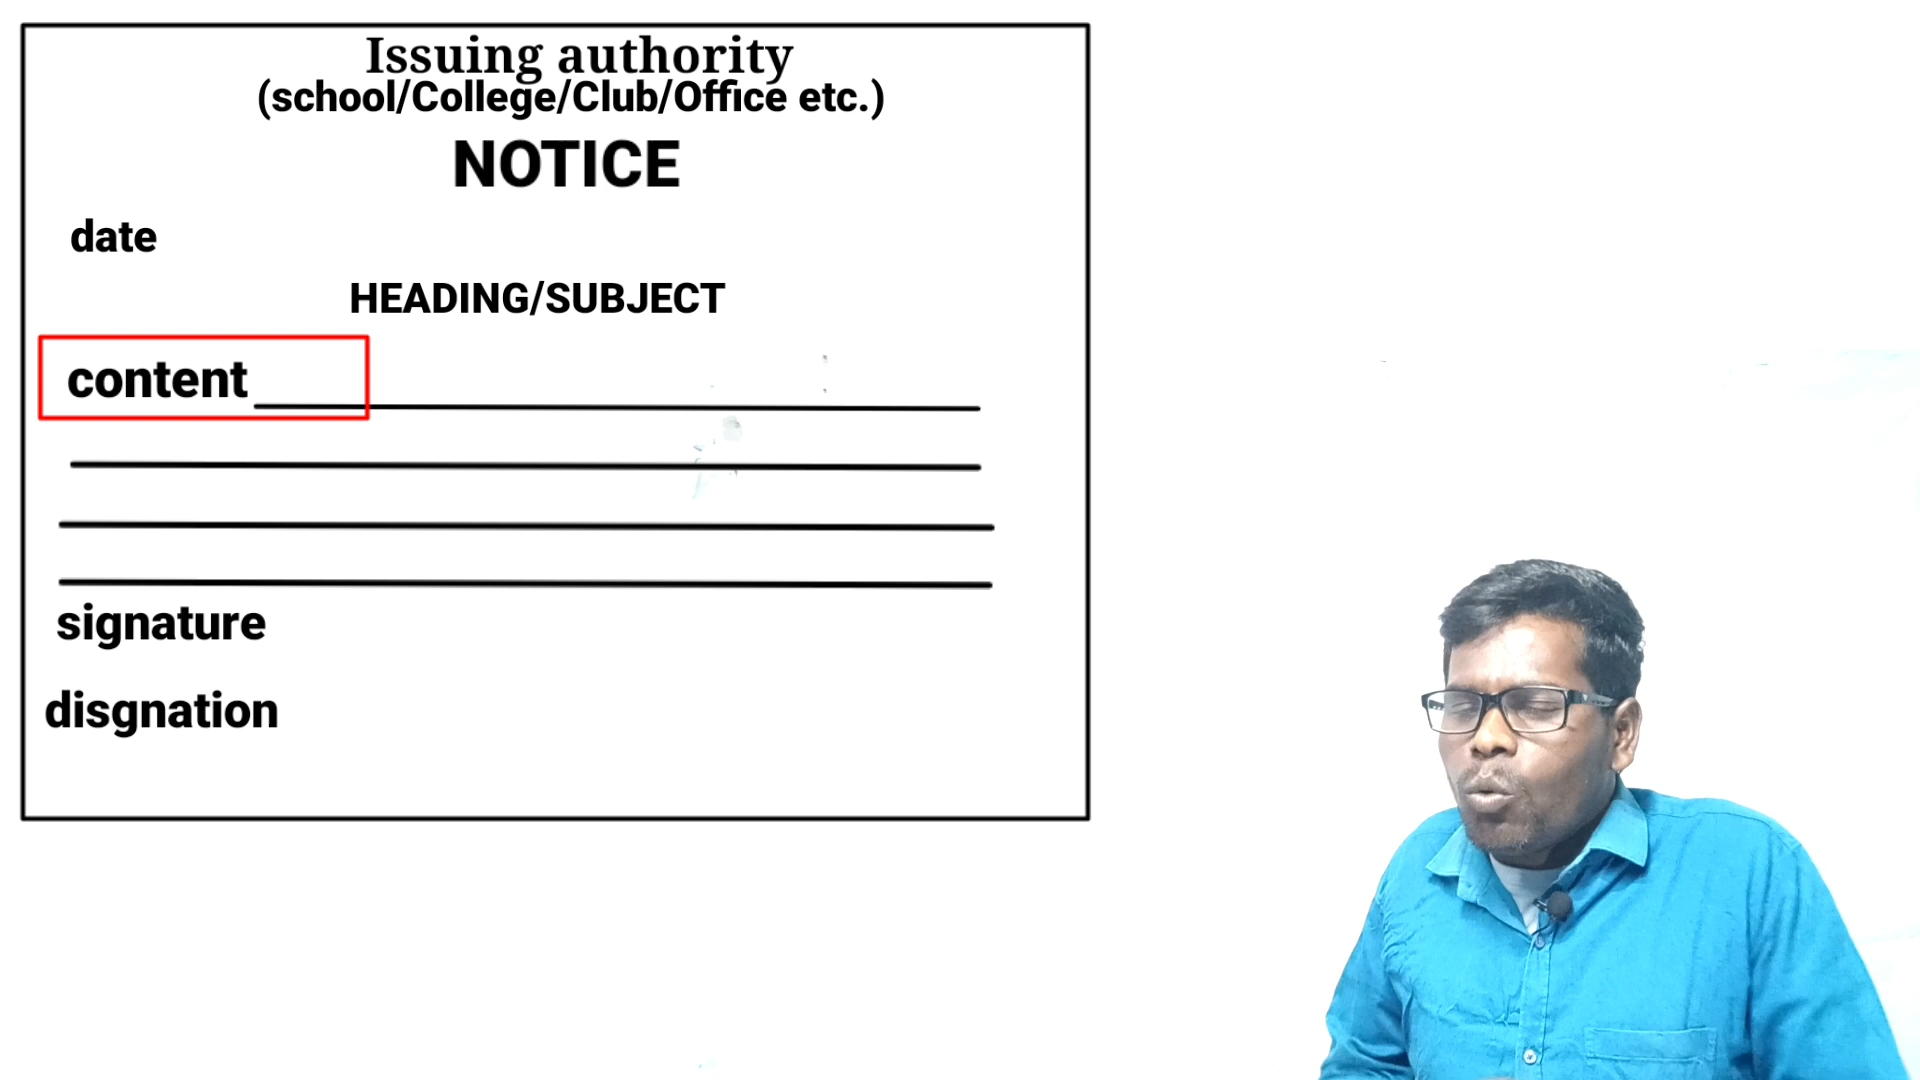 Issuing authority
(school/College/Club/Office etc.)
NOTICE
date
HEADING/SUBJECT
content
signature
disgnation